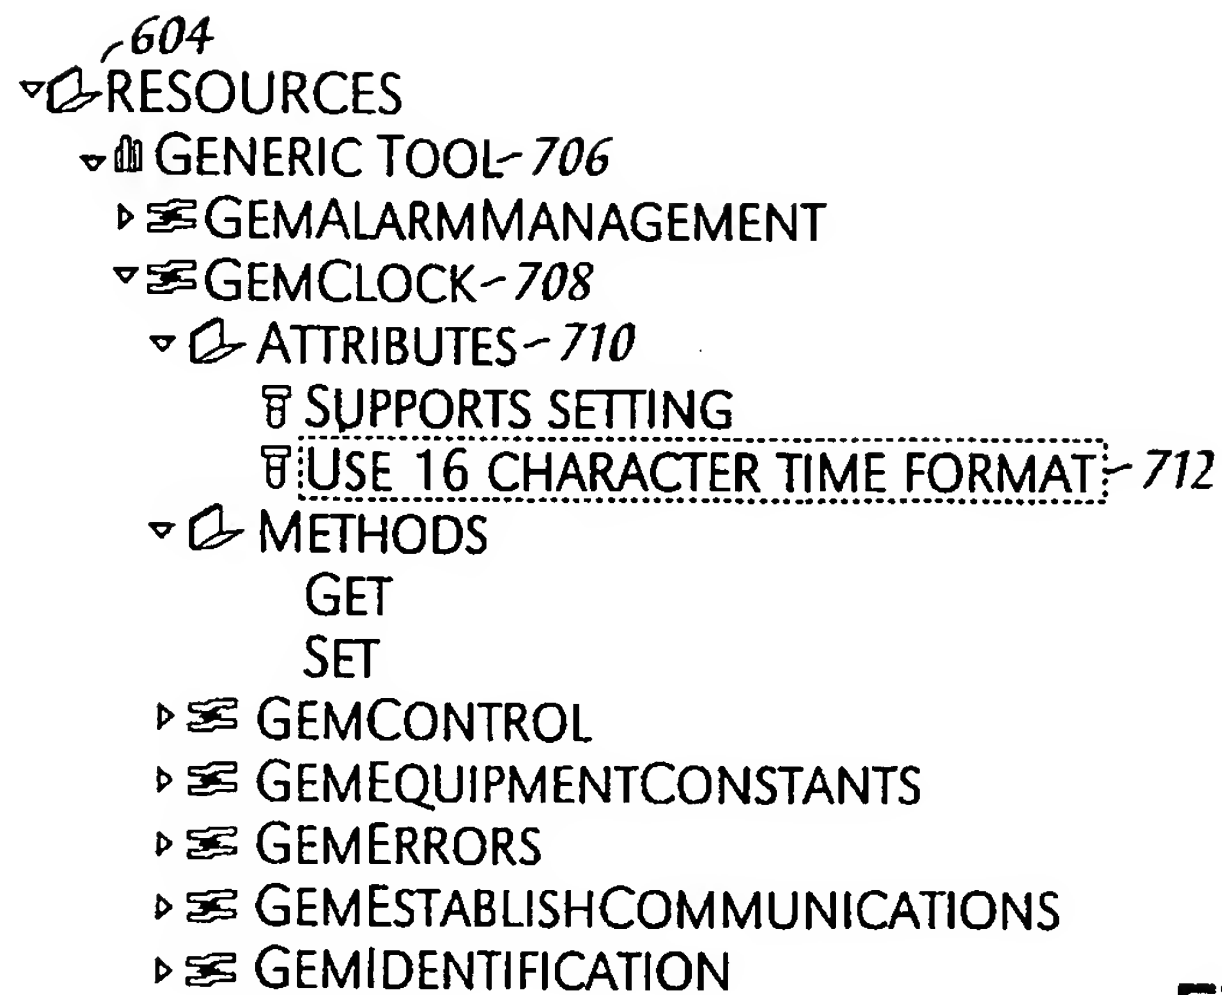 604
RESOURCES
GENERIC TOOL 706
GEMALARMMANAGEMENT
GEMCLOCK 708
ATTRIBUTES 710
SUPPORTS SETTING
USE 16 CHARACTER TIME FORMAT 712
METHODS
GET
SET
GEMCONTROL
GEMEQUIPMENTCONSTANTS
GEMERRORS
GEMESTABLISHCOMMUNICATIONS
GEMIDENTIFICATION